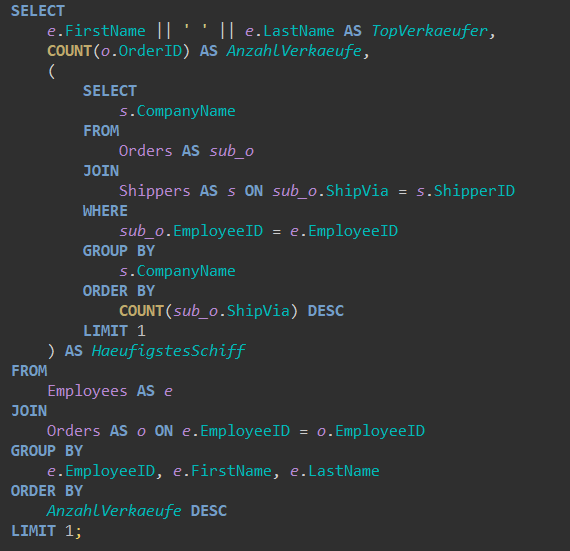 SELECT
    e.FirstName || ' ' || e.LastName AS TopVerkaeufer,
    COUNT(o.OrderID) AS AnzahlVerkaeufe,
    (
        SELECT
            s.CompanyName
        FROM
            Orders AS sub_o
        JOIN
            Shippers AS s ON sub_o.ShipVia = s.ShipperID
        WHERE
            sub_o.EmployeeID = e.EmployeeID
        GROUP BY
            s.CompanyName
        ORDER BY
            COUNT(sub_o.ShipVia) DESC
        LIMIT 1
    ) AS HaeufigstesSchiff
FROM
    Employees AS e
JOIN
    Orders AS o ON e.EmployeeID = o.EmployeeID
GROUP BY
    e.EmployeeID, e.FirstName, e.LastName
ORDER BY
    AnzahlVerkaeufe DESC
LIMIT 1;